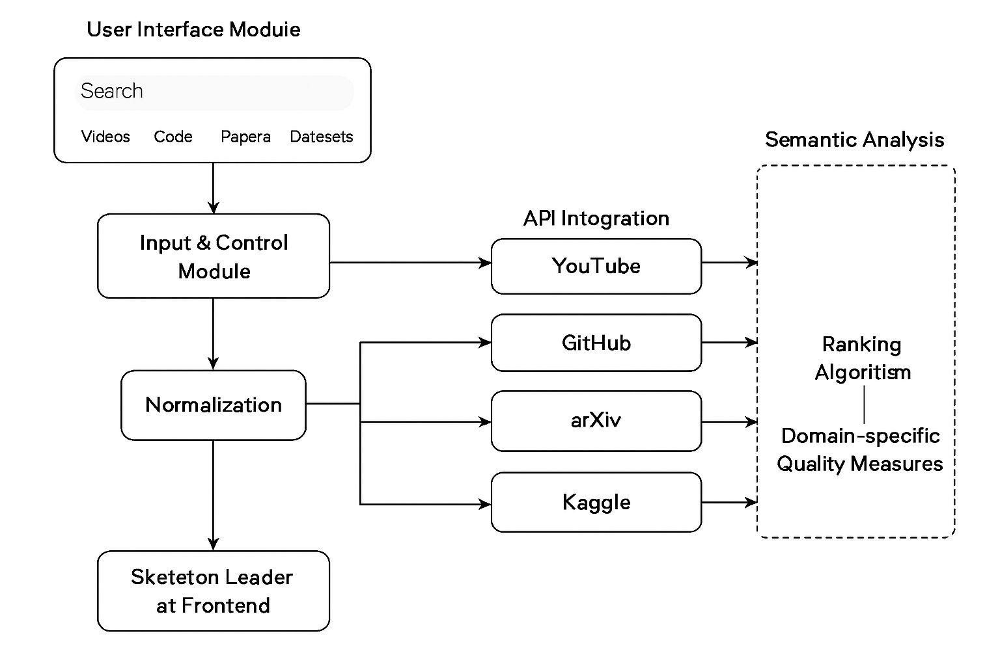 User Interface Moduie
Search
Videos Code Papera Datesets
Input & Control
Module
Normalization
Sketeton Leader
at Frontend
API Intogration
YouTube
GitHub
arXiv
Kaggle
Semantic Analysis
Ranking
Algoritism
Domain-specific
Quality Measures